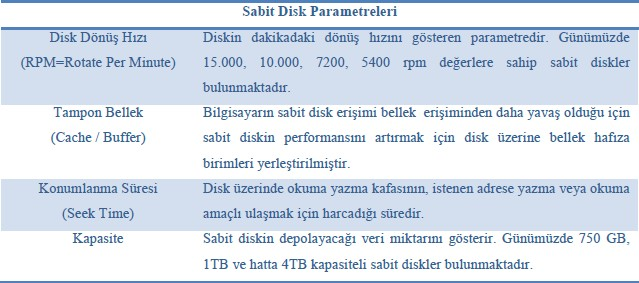 Sabit Disk Parametreleri
Disk Dönüş Hızı
(RPM=Rotate Per Minute)
Diskin dakikadaki dönüş hızını gösteren parametredir. Günümüzde
15.000, 10.000, 7200, 5400 rpm değerlere sahip sabit diskler
bulunmaktadır.
Tampon Bellek
(Cache / Buffer)
Bilgisayarın sabit disk erişimi bellek erişiminden daha yavaş olduğu için
sabit diskin performansını artırmak için disk üzerine bellek hafıza
birimleri yerleştirilmiştir.
Konumlanma Süresi
(Seek Time)
Disk üzerinde okuma yazma kafasının, istenen adrese yazma veya okuma
amaçlı ulaşmak için harcadığı süredir.
Kapasite
Sabit diskin depolayacağı veri miktarını gösterir. Günümüzde 750 GB,
1TB ve hatta 4TB kapasiteli sabit diskler bulunmaktadır.